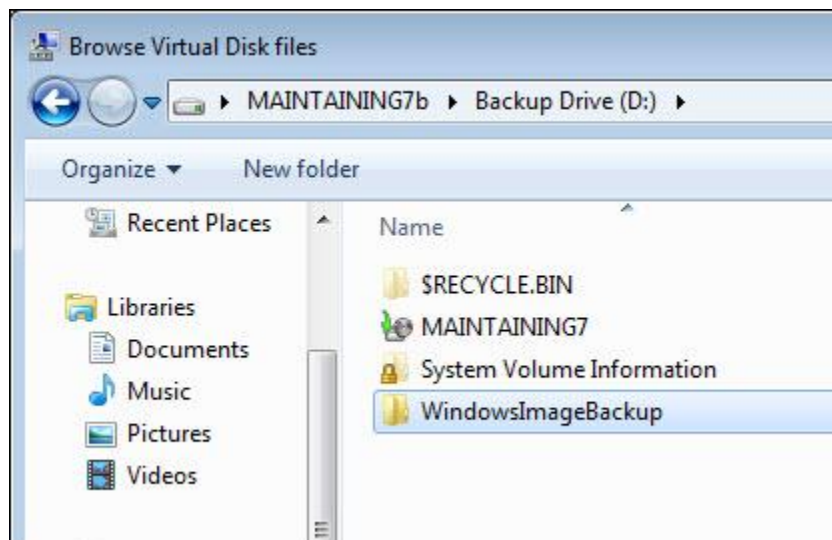 Browse Virtual Disk files
MAINTAINING7b Backup Drive (D:)
Organize New folder
Recent Places
Libraries
Documents
Music
Pictures
Videos
Name
$RECYCLE.BIN
MAINTAINING7
System Volume Information
WindowsImageBackup